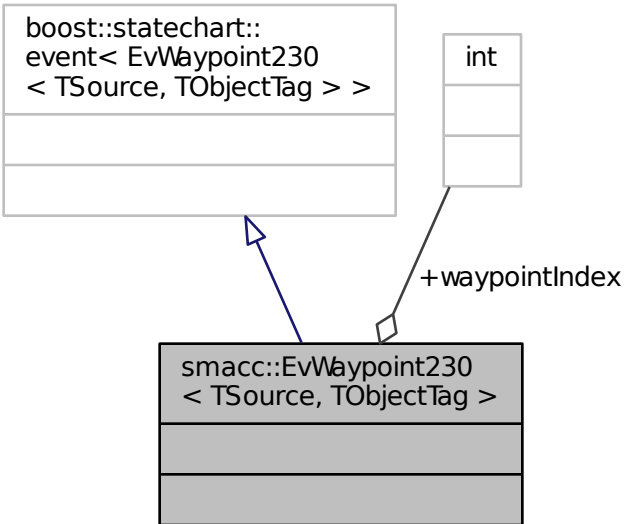 boost::statechart::
event< EvWaypoint230
< TSource, TObjectTag > >
int
+waypointIndex
smacc::EvWaypoint230
< TSource, TObjectTag >